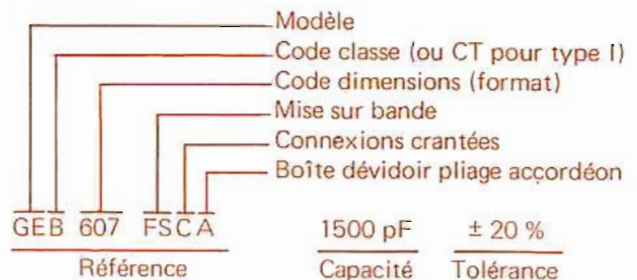 Modèle
Code classe (ou CT pour type I)
Code dimensions (format)
Mise sur bande
Connexions crantées
Boîte dévidoir pliage accordéon
GEB 607 FSCA 1500 pF ± 20 %
Référence Capacité Tolérance